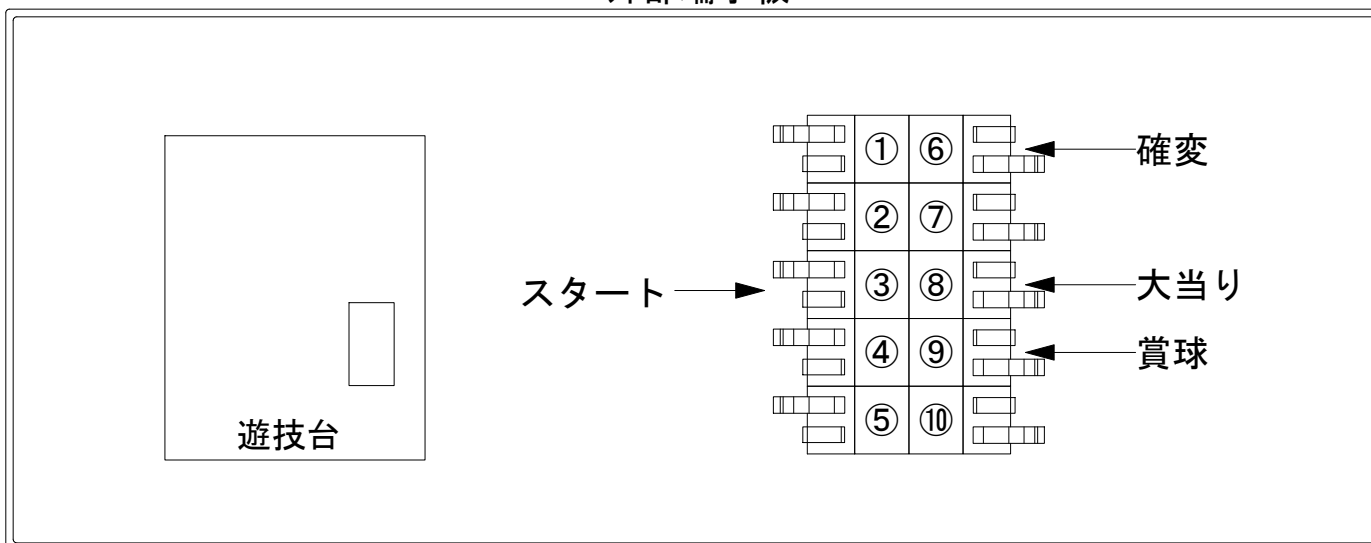 ① ⑥ 確変
② ⑦
スタート ③ ⑧ 大当り
④ ⑨ 賞球
⑤ ⑩
遊技台